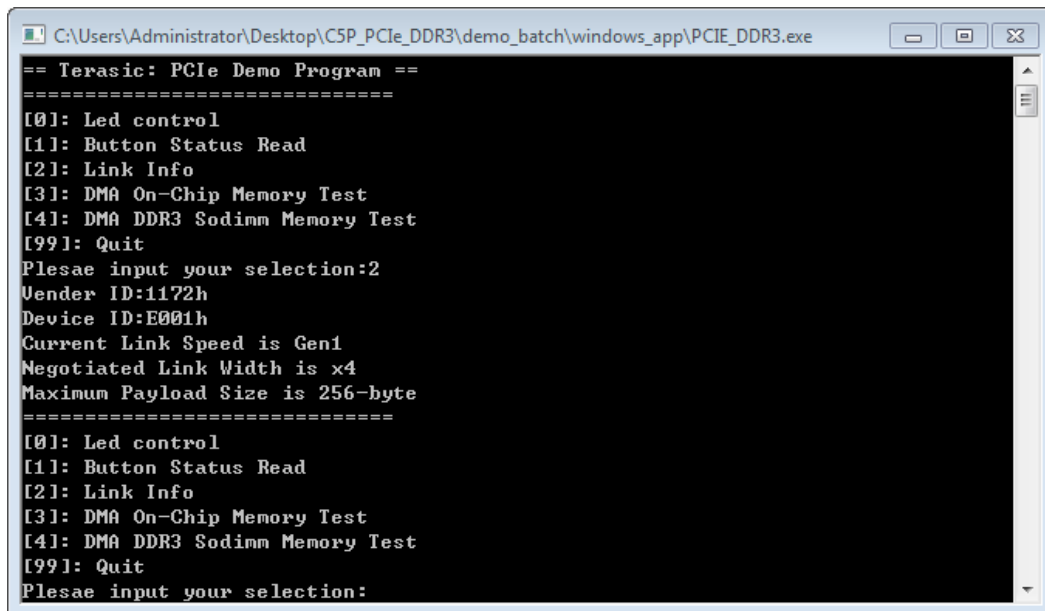 C:\Users\Administrator\Desktop\C5P_PCIe_DDR3\demo_batch\windows_app\PCIE_DDR3.exe
== Terasic: PCIe Demo Program ==
==============================
[0]: Led control
[1]: Button Status Read
[2]: Link Info
[3]: DMA On-Chip Memory Test
[4]: DMA DDR3 Sodimm Memory Test
[99]: Quit
Plesae input your selection:2
Vender ID:1172h
Device ID:E001h
Current Link Speed is Gen1
Negotiated Link Width is x4
Maximum Payload Size is 256-byte
==============================
[0]: Led control
[1]: Button Status Read
[2]: Link Info
[3]: DMA On-Chip Memory Test
[4]: DMA DDR3 Sodimm Memory Test
[99]: Quit
Plesae input your selection: